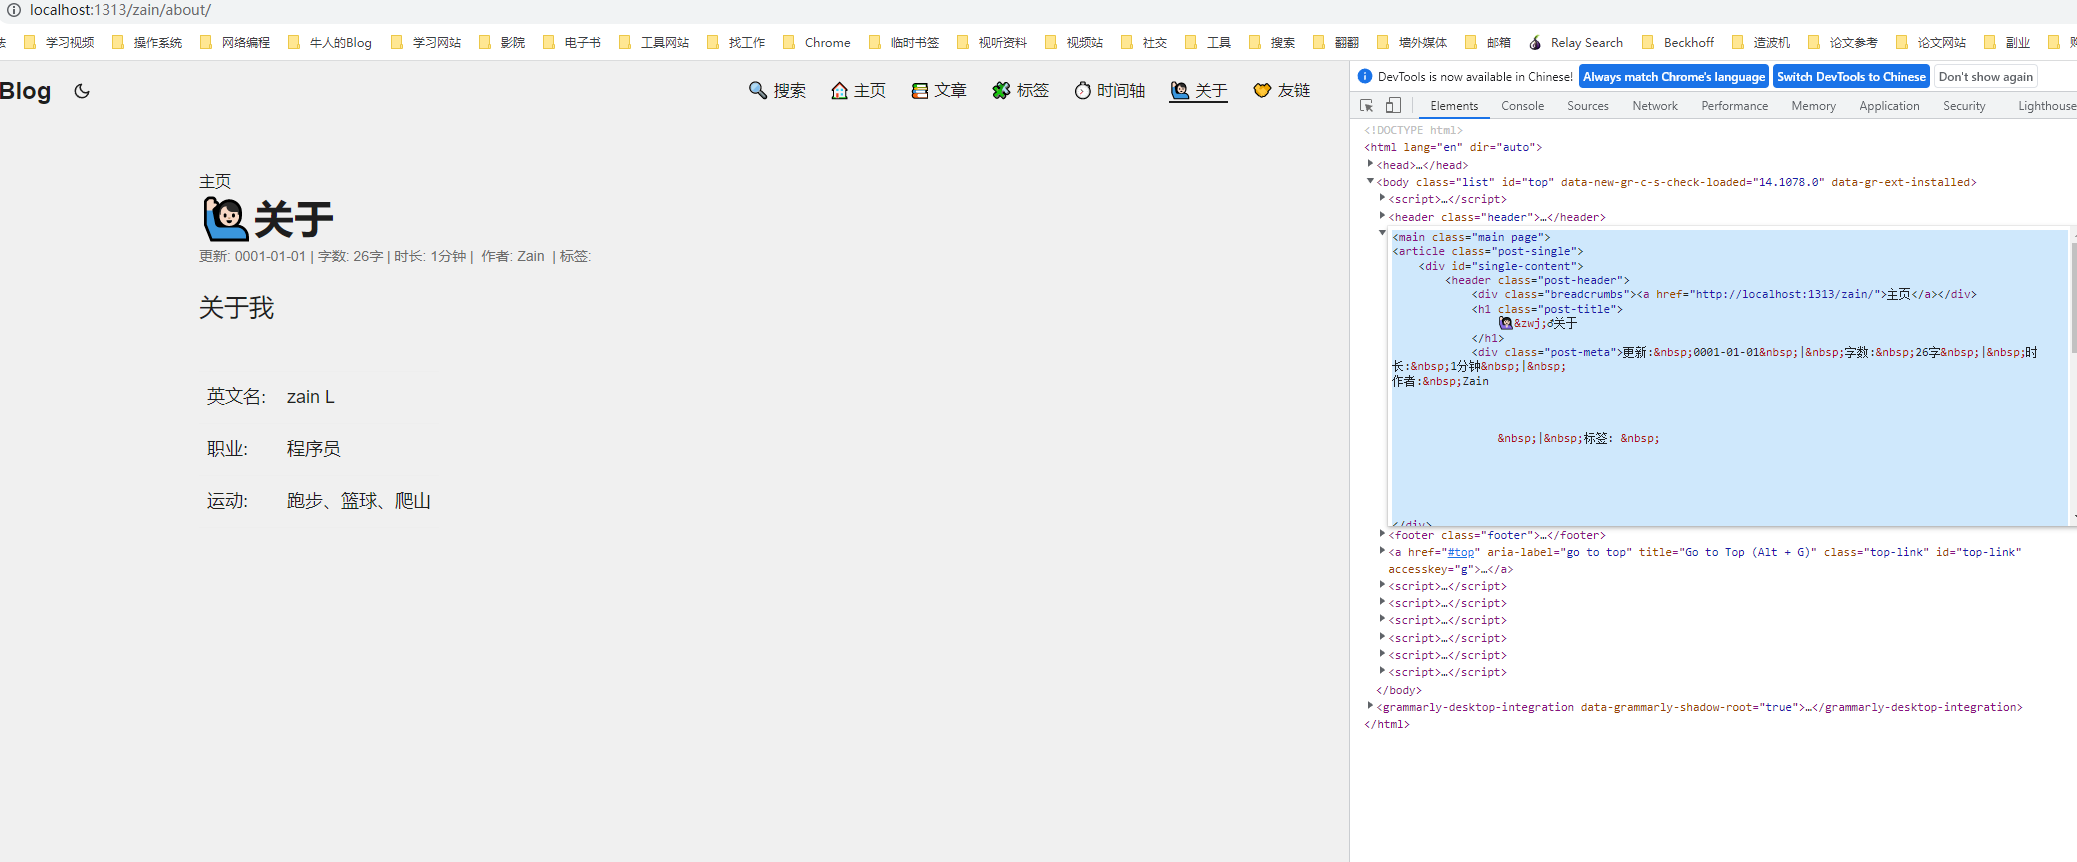 localhost:1313/zain/about/
法 学习视频 操作系统 网络编程 牛人的Blog 学习网站 影院 电子书 工具网站 找工作 Chrome 临时书签 视听资料 视频站 社交 工具 搜索 翻翻 墙外媒体 邮箱 Relay Search Beckhoff 造波机 论文参考 论文网站 副业
Blog 搜索 主页 文章 标签 时间轴 关于 友链
主页
关于
更新: 0001-01-01 | 字数: 26字 | 时长: 1分钟 | 作者: Zain | 标签:
关于我
英文名: zain L
职业: 程序员
运动: 跑步、篮球、爬山
DevTools is now available in Chinese! Always match Chrome's language Switch DevTools to Chinese Don't show again
Elements Console Sources Network Performance Memory Application Security Lighthouse
<!DOCTYPE html>
<html lang="en" dir="auto">
<head>…</head>
<body class="list" id="top" data-new-gr-c-s-check-loaded="14.1078.0" data-gr-ext-installed>
<script>…</script>
<header class="header">…</header>
<main class="main page">
<article class="post-single">
<div id="single-content">
<header class="post-header">
<div class="breadcrumbs"><a href="http://localhost:1313/zain/">主页</a></div>
<h1 class="post-title">
🙋🏻&zwj;♂关于
</h1>
<div class="post-meta">更新:&nbsp;0001-01-01&nbsp;|&nbsp;字数:&nbsp;26字&nbsp;|&nbsp;时
长:&nbsp;1分钟&nbsp;|&nbsp;
作者:&nbsp;Zain
&nbsp;|&nbsp;标签: &nbsp;
</div>
<footer class="footer">…</footer>
<a href="#top" aria-label="go to top" title="Go to Top (Alt + G)" class="top-link" id="top-link"
accesskey="g">…</a>
<script>…</script>
<script>…</script>
<script>…</script>
<script>…</script>
<script>…</script>
<script>…</script>
</body>
<grammarly-desktop-integration data-grammarly-shadow-root="true">…</grammarly-desktop-integration>
</html>